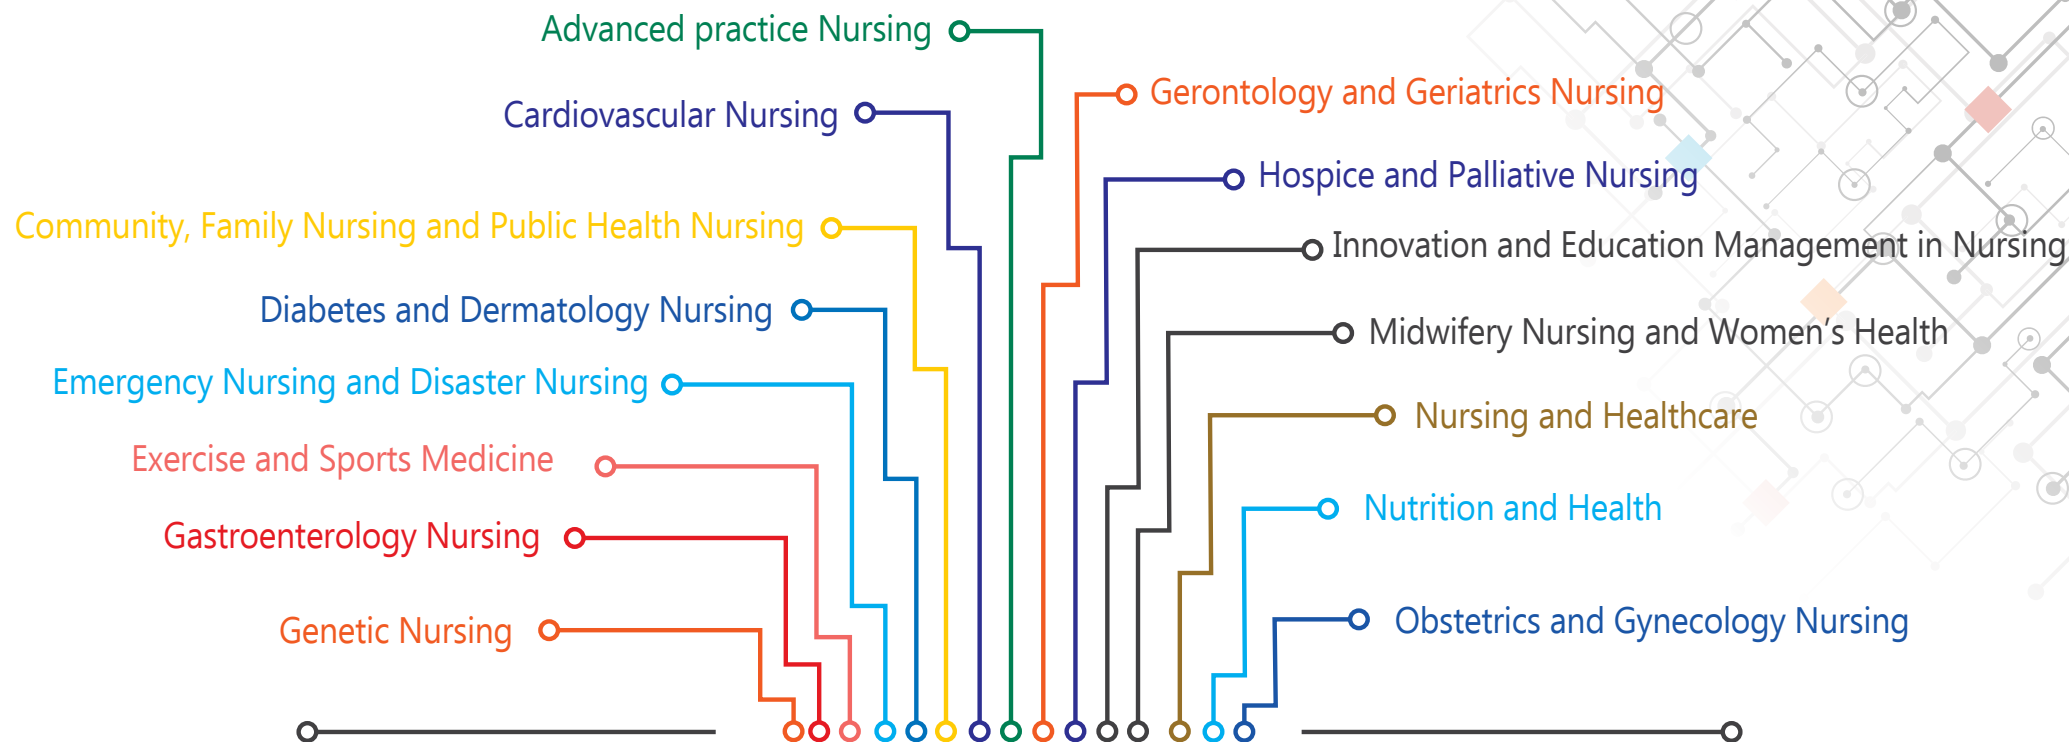 Advanced practice Nursing
Cardiovascular Nursing
Community, Family Nursing and Public Health Nursing
Diabetes and Dermatology Nursing
Emergency Nursing and Disaster Nursing
Exercise and Sports Medicine
Gastroenterology Nursing
Genetic Nursing
Gerontology and Geriatrics Nursing
Hospice and Palliative Nursing
Innovation and Education Management in Nursing
Midwifery Nursing and Women’s Health
Nursing and Healthcare
Nutrition and Health
Obstetrics and Gynecology Nursing